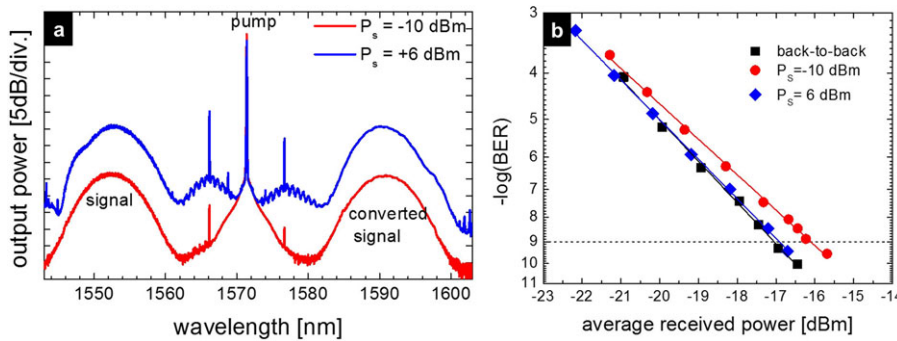 a
pump
P_s = -10 dBm
P_s = +6 dBm
signal
converted
signal
output power [5dB/div.]
1550 1560 1570 1580 1590 1600
wavelength [nm]
b
back-to-back
P_S=-10 dBm
P_S= 6 dBm
-log(BER)
3
4
5
6
7
8
9
10
11
-23 -22 -21 -20 -19 -18 -17 -16 -15 -14
average received power [dBm]